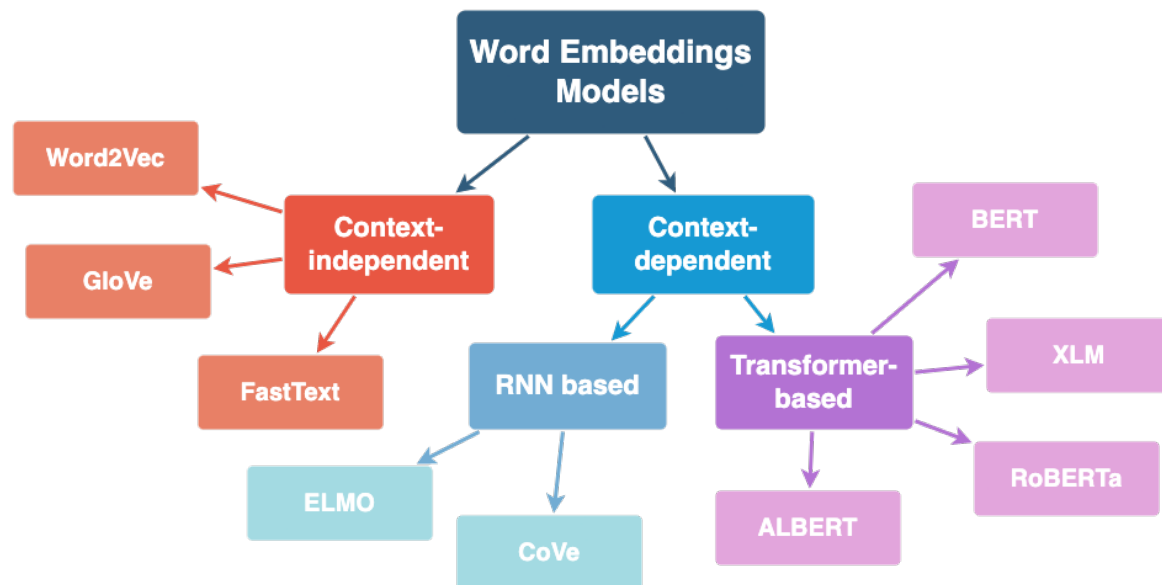 Word Embeddings
Models
Word2Vec
Context-
independent
Context-
dependent
BERT
GloVe
FastText
RNN based
Transformer-
based
XLM
ELMO
CoVe
ALBERT
RoBERTa